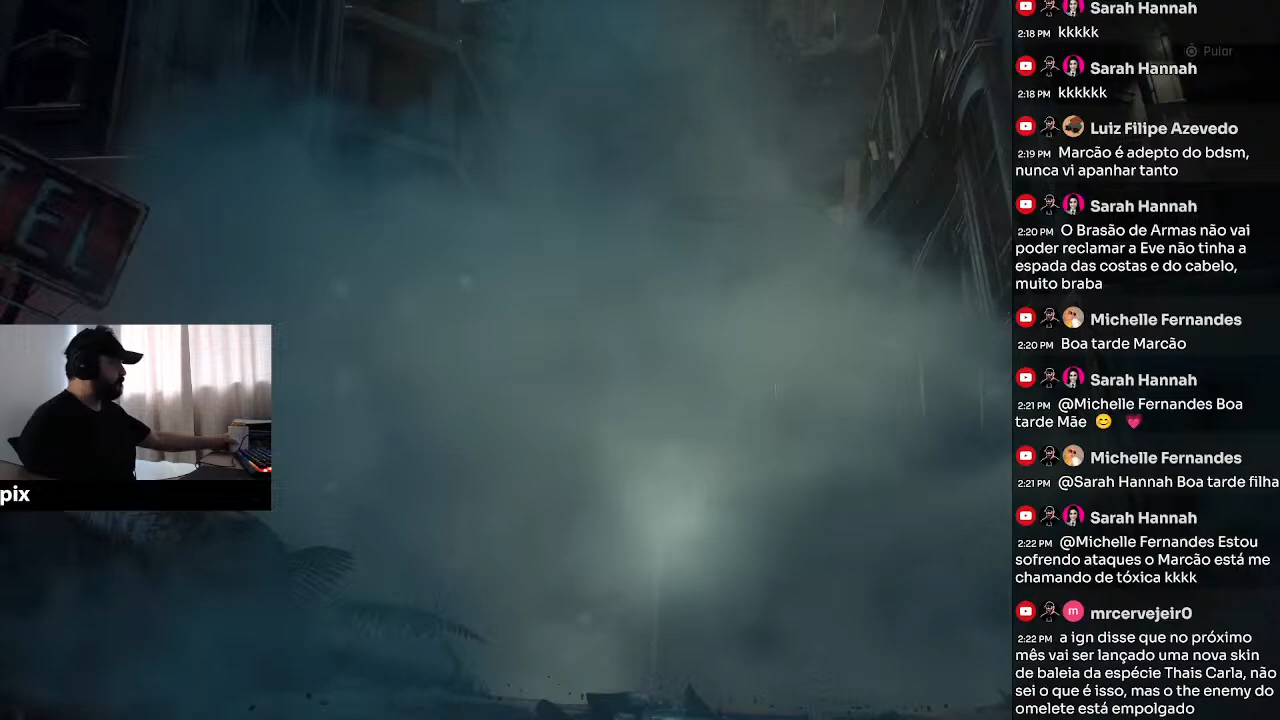 Sarah Hannah
2:18 PM kkkkk
Pular
Sarah Hannah
2:18 PM kkkkkk
Luiz Filipe Azevedo
2:19 PM Marcão é adepto do bdsm,
nunca vi apanhar tanto
Sarah Hannah
2:20 PM O Brasão de Armas não vai
poder reclamar a Eve não tinha a
espada das costas e do cabelo,
muito braba
Michelle Fernandes
2:20 PM Boa tarde Marcão
Sarah Hannah
2:21 PM @Michelle Fernandes Boa
tarde Mãe 😊 💗
Michelle Fernandes
2:21 PM @Sarah Hannah Boa tarde filha
Sarah Hannah
2:22 PM @Michelle Fernandes Estou
sofrendo ataques o Marcão está me
chamando de tóxica kkkk
m
mrcervejeir0
2:22 PM a ign disse que no próximo
mês vai ser lançado uma nova skin
de baleia da espécie Thais Carla, não
sei o que é isso, mas o the enemy do
omelete está empolgado
TEL
pix